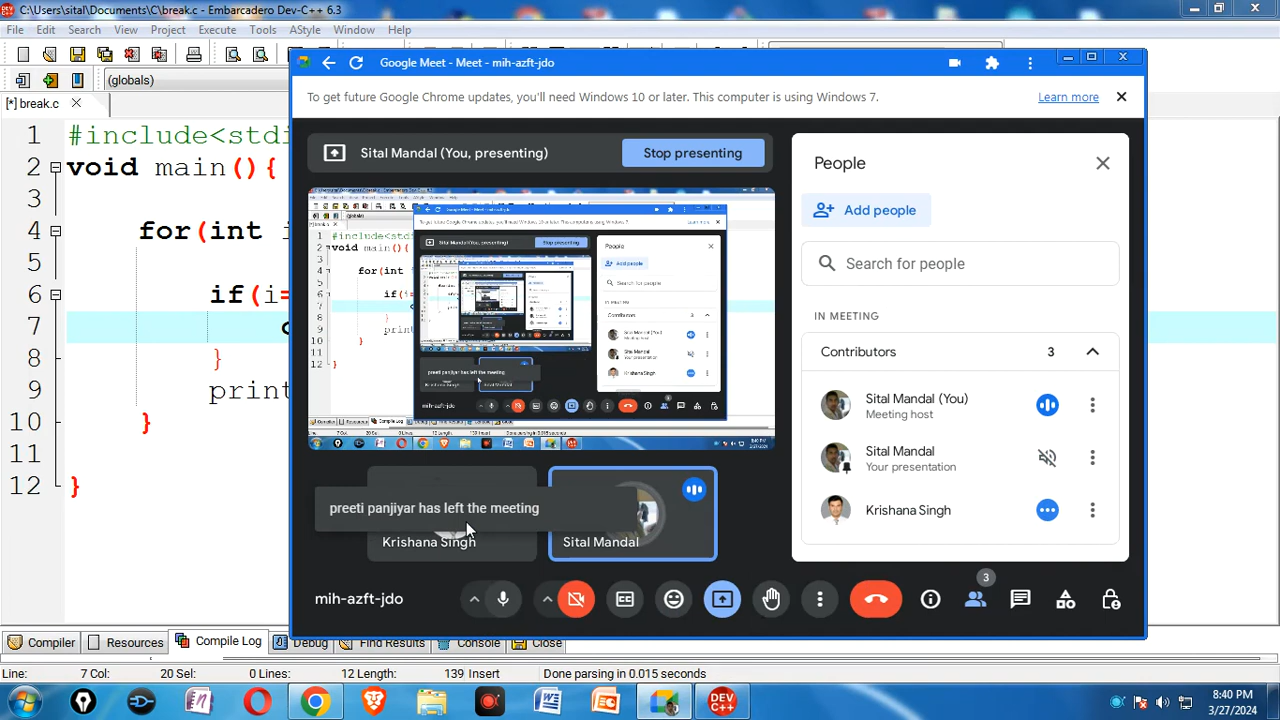 C:\Users\sital\Documents\C\break.c - Embarcadero Dev-C++ 6.3
File Edit Search View Project Execute Tools AStyle Window Help
(globals)
[*] break.c
1 #include<stdi
2 void main(){
3
4 for(int i
5
6 if(i=
7
8 }
9 print
10 }
11
12 }
Google Meet - Meet - mih-azft-jdo
To get future Google Chrome updates, you'll need Windows 10 or later. This computer is using Windows 7.
Learn more
Sital Mandal (You, presenting)
Stop presenting
preeti panjiyar has left the meeting
Krishana Singh
Sital Mandal
People
Add people
Search for people
IN MEETING
Contributors 3
Sital Mandal (You)
Meeting host
Sital Mandal
Your presentation
Krishana Singh
mih-azft-jdo
3
Compiler Resources Compile Log Debug Find Results Console Close
Line: 7 Col: 20 Sel: 0 Lines: 12 Length: 139 Insert Done parsing in 0.015 seconds
8:40 PM
3/27/2024